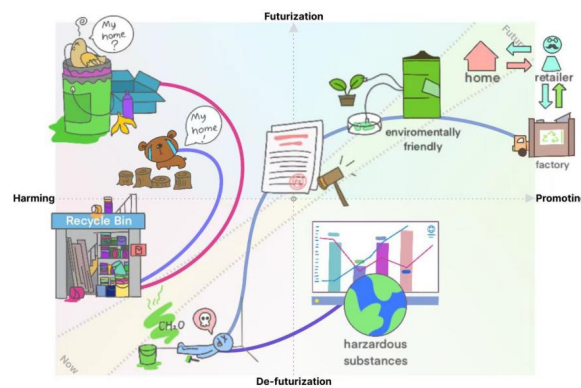 Futurization
My
home
?
Future
home
retailer
My
home!
enviromentally
friendly
factory
Harming
Promoting
Recycle Bin
CH₂O
harzardous
substances
Now
De-futurization